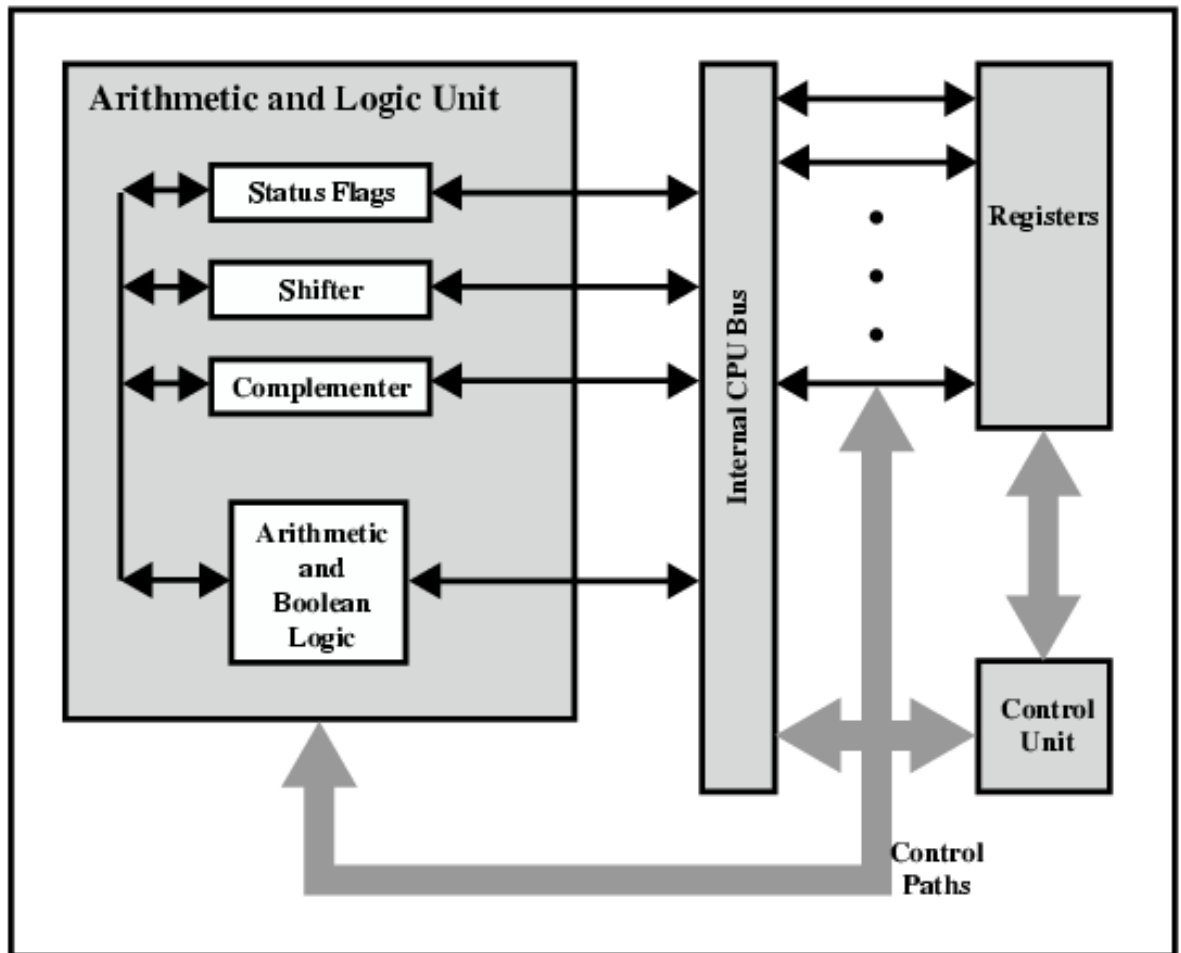 Arithmetic and Logic Unit
Status Flags
Shifter
Complementer
Arithmetic
and
Boolean
Logic
Internal CPU Bus
Registers
Control
Unit
Control
Paths